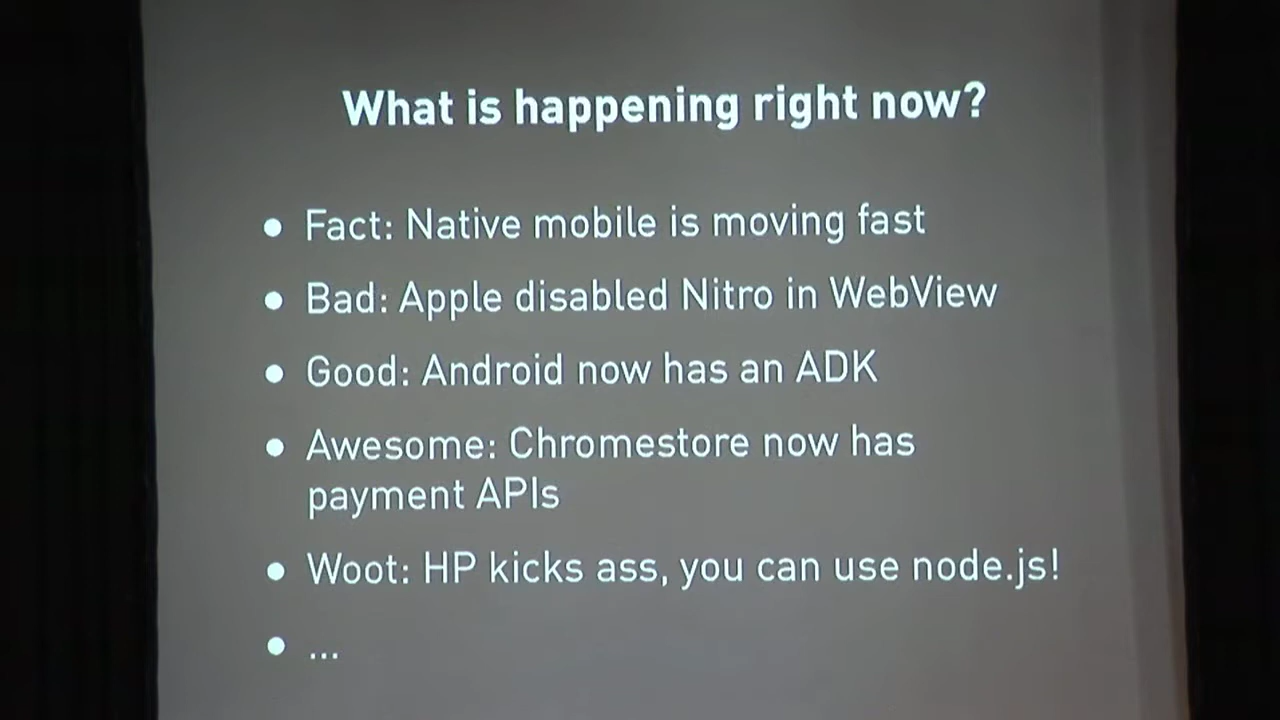 What is happening right now?
● Fact: Native mobile is moving fast
● Bad: Apple disabled Nitro in WebView
● Good: Android now has an ADK
● Awesome: Chromestore now has
payment APIs
● Woot: HP kicks ass, you can use node.js!
● ...